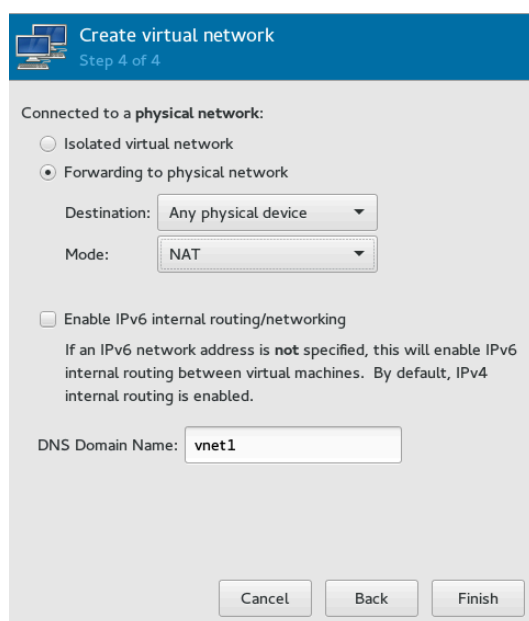 Create virtual network
Step 4 of 4
Connected to a physical network:
Isolated virtual network
Forwarding to physical network
Destination: Any physical device
Mode: NAT
Enable IPv6 internal routing/networking
If an IPv6 network address is not specified, this will enable IPv6
internal routing between virtual machines. By default, IPv4
internal routing is enabled.
DNS Domain Name: vnet1
Cancel Back Finish